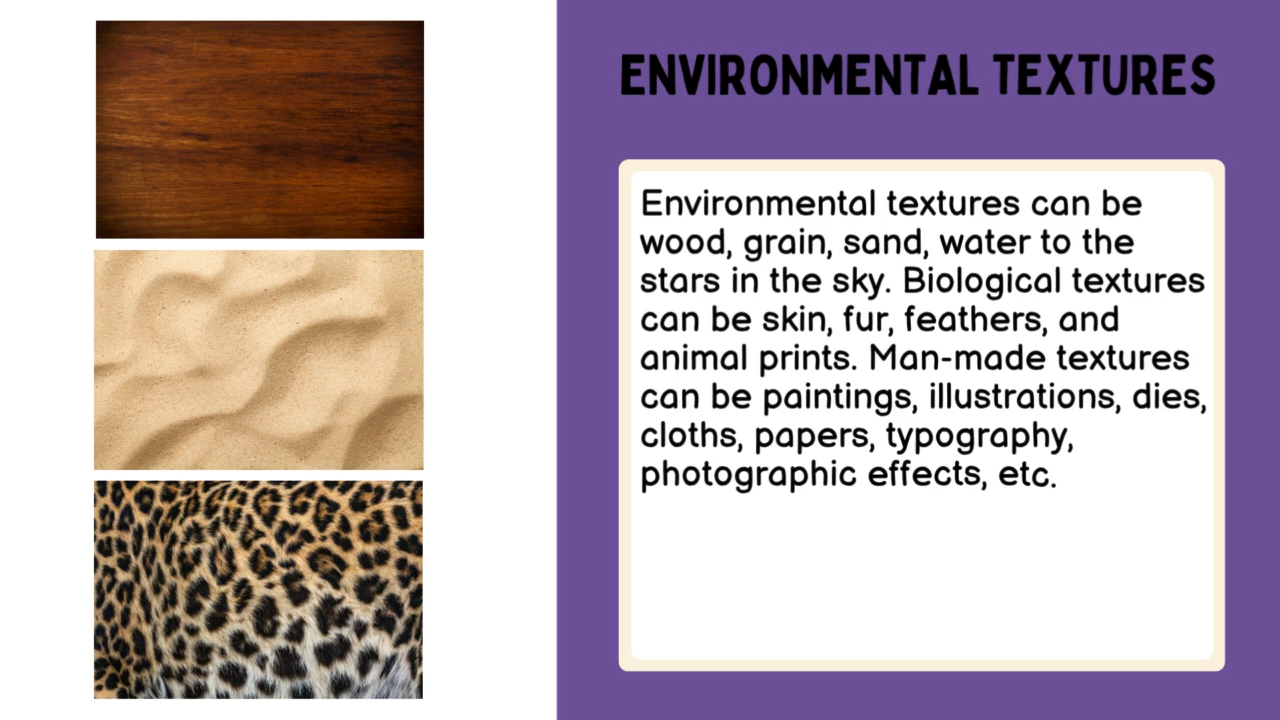 ENVIRONMENTAL TEXTURES
Environmental textures can be
wood, grain, sand, water to the
stars in the sky. Biological textures
can be skin, fur, feathers, and
animal prints. Man-made textures
can be paintings, illustrations, dies,
cloths, papers, typography,
photographic effects, etc.